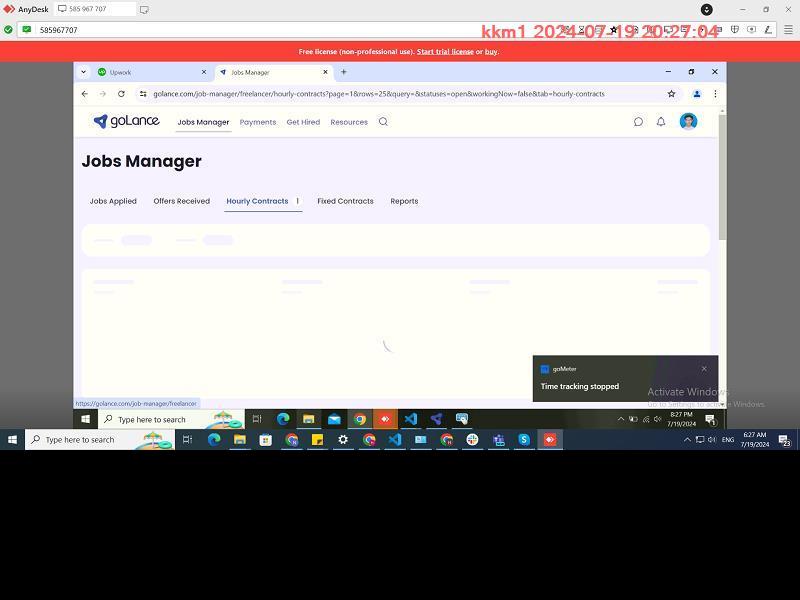 AnyDesk 585 967 707
585967707
kkm1 2024-07-19 20:27:04
Free license (non-professional use). Start trial license or buy.
Upwork
Jobs Manager
golance.com/job-manager/freelancer/hourly-contracts?page=1&rows=25&query=&statuses=open&workingNow=false&tab=hourly-contracts
goLance Jobs Manager Payments Get Hired Resources
Jobs Manager
Jobs Applied Offers Received Hourly Contracts 1 Fixed Contracts Reports
goMeter
Time tracking stopped
Activate Windows
Go to Settings to activate Windows.
https://golance.com/job-manager/freelancer
Type here to search
8:27 PM
7/19/2024
1
Type here to search
ENG
6:27 AM
7/19/2024
23